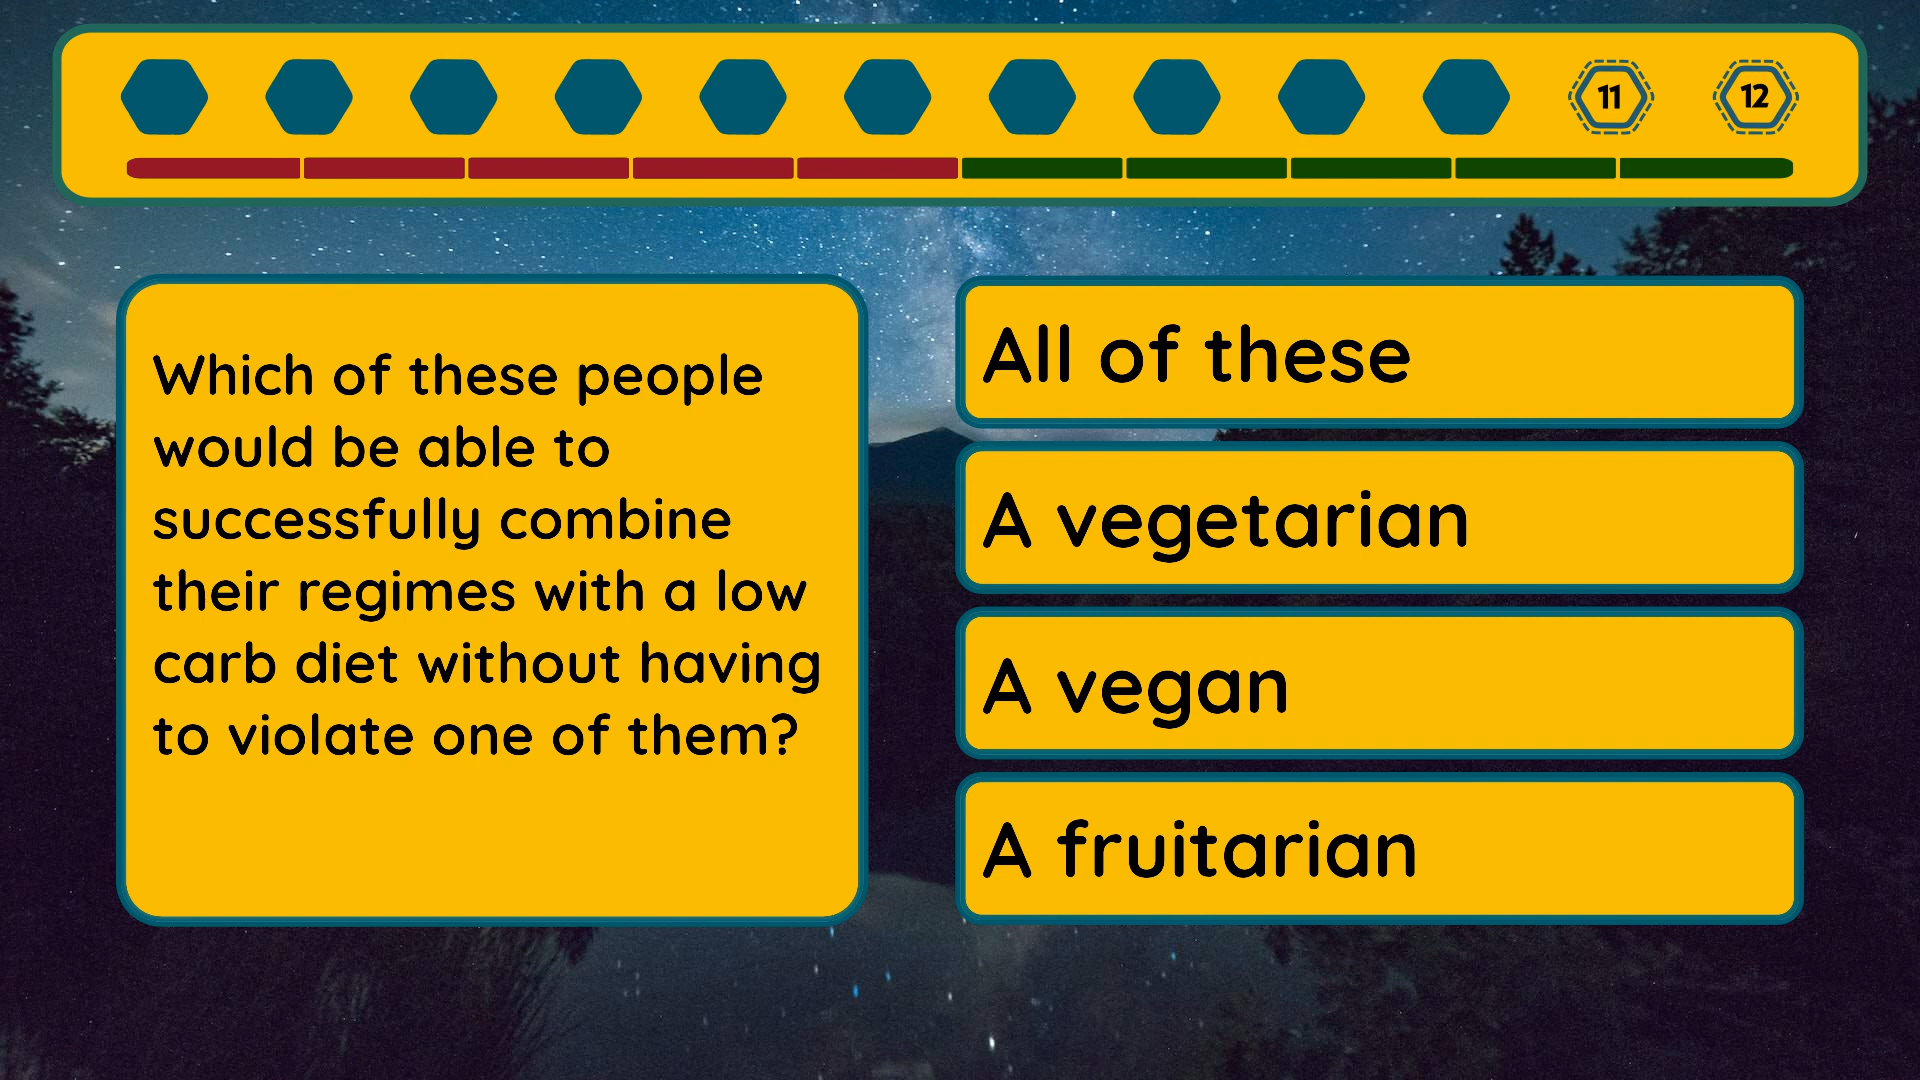 11
12
Which of these people
would be able to
successfully combine
their regimes with a low
carb diet without having
to violate one of them?
All of these
A vegetarian
A vegan
A fruitarian